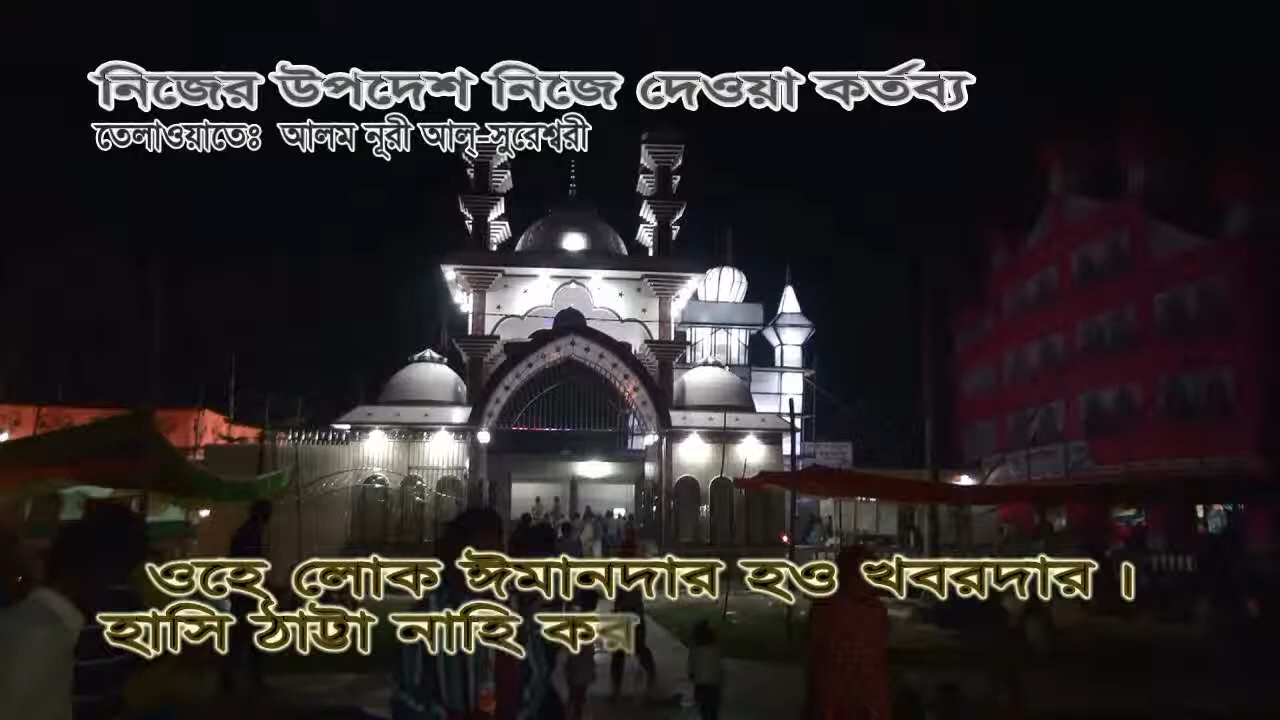 নিজের উপদেশ নিজে দেওয়া কর্তব্য
তেলাওয়াতেঃ আলম নূরী আল্-সুরেশ্বরী
ওহে লোক ঈমানদার হও খবরদার ।
হাসি ঠাট্টা নাহি কর